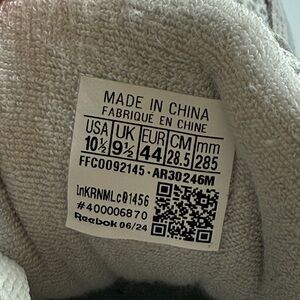 MADE IN CHINA
FABRIQUÉ EN CHINE
USA UK EUR CM mm
10½ 9½ 44 28.5 285
FFC0092145 - AR30246M
lnKRNMLc01456
#400006870
Reebok 06/24